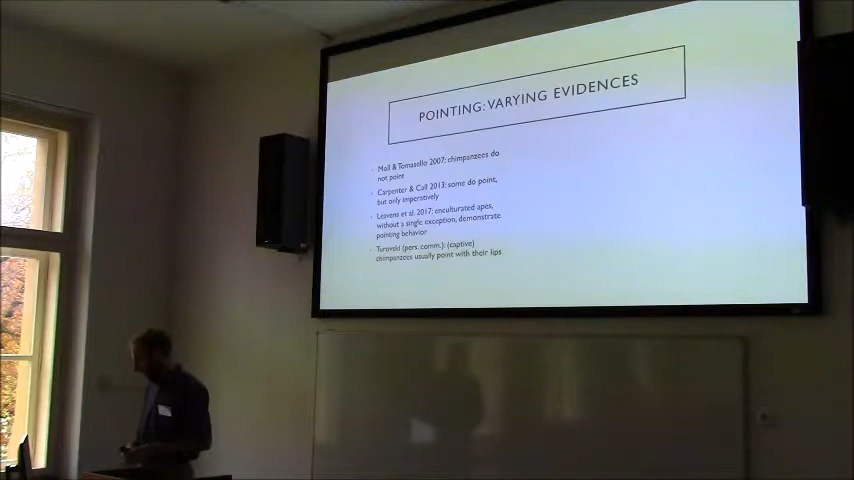 POINTING: VARYING EVIDENCES
Moll & Tomasello 2007: chimpanzees do
not point
Carpenter & Call 2013: some do point,
but only imperatively
Leavens et al. 2017: enculturated apes,
without a single exception, demonstrate
pointing behavior
Turovski (pers. comm.): (captive)
chimpanzees usually point with their lips